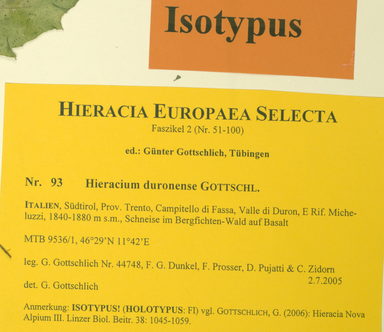 Isotypus
HIERACIA EUROPAEA SELECTA
Faszikel 2 (Nr. 51-100)
ed.: Günter Gottschlich, Tübingen
Nr. 93 Hieracium duronense GOTTSCHL.
ITALIEN, Südtirol, Prov. Trento, Campitello di Fassa, Valle di Duron, E Rif. Miche-
luzzi, 1840-1880 m s.m., Schneise im Bergfichten-Wald auf Basalt
MTB 9536/1, 46°29’N 11°42’E
leg. G. Gottschlich Nr. 44748, F. G. Dunkel, F. Prosser, D. Pujatti & C. Zidorn
2.7.2005
det. G. Gottschlich
Anmerkung: ISOTYPUS! (HOLOTYPUS: FI) vgl. GOTTSCHLICH, G. (2006): Hieracia Nova
Alpium III. Linzer Biol. Beitr. 38: 1045-1059.